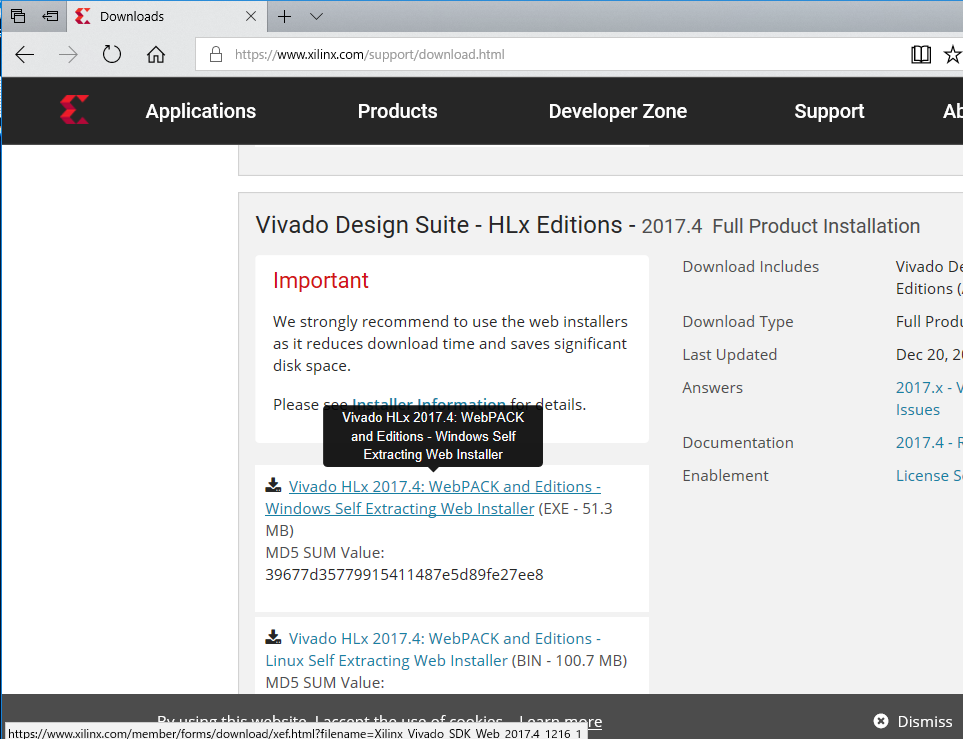 Downloads
https://www.xilinx.com/support/download.html
Applications Products Developer Zone Support Ab
Vivado Design Suite - HLx Editions - 2017.4 Full Product Installation
Important
We strongly recommend to use the web installers
as it reduces download time and saves significant
disk space.
Please see Installer Information for details.
Vivado HLx 2017.4: WebPACK
and Editions - Windows Self
Extracting Web Installer
Vivado HLx 2017.4: WebPACK and Editions -
Windows Self Extracting Web Installer (EXE - 51.3
MB)
MD5 SUM Value:
39677d35779915411487e5d89fe27ee8
Vivado HLx 2017.4: WebPACK and Editions -
Linux Self Extracting Web Installer (BIN - 100.7 MB)
MD5 SUM Value:
Download Includes Vivado De
Editions (
Download Type Full Produ
Last Updated Dec 20, 20
Answers 2017.x - V
Issues
Documentation 2017.4 - R
Enablement License S
By using this website, I accept the use of cookies. Learn more
Dismiss
https://www.xilinx.com/member/forms/download/xef.html?filename=Xilinx_Vivado_SDK_Web_2017.4_1216_1